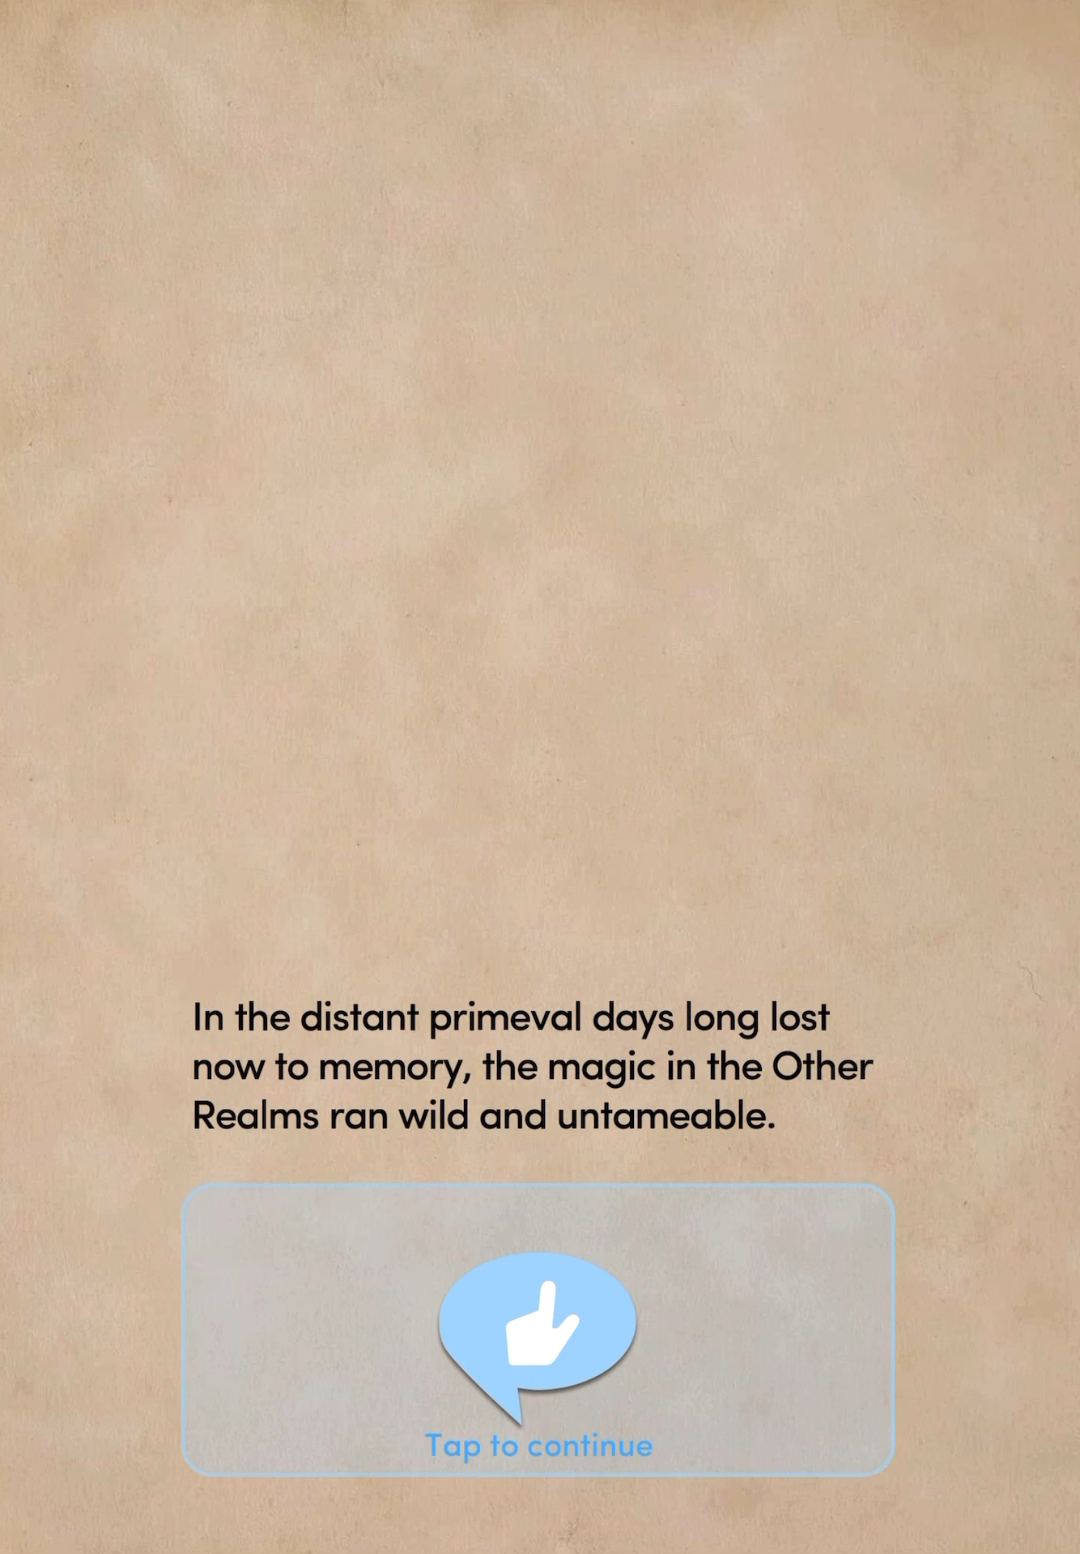 In the distant primeval days long lost
now to memory, the magic in the Other
Realms ran wild and untameable.
Tap to continue